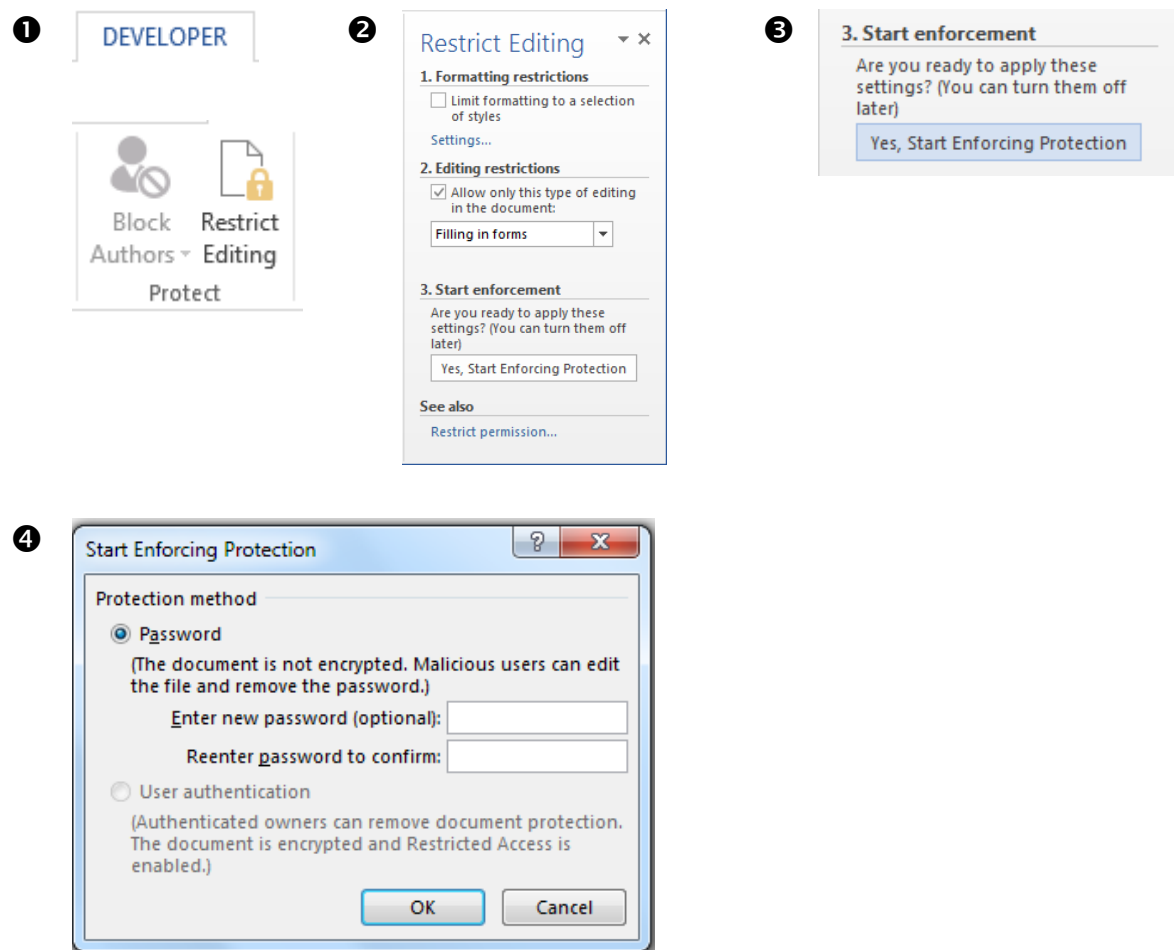 ❶
DEVELOPER
Block
Authors
Restrict
Editing
Protect
❷
Restrict Editing
1. Formatting restrictions
Limit formatting to a selection
of styles
Settings...
2. Editing restrictions
Allow only this type of editing
in the document:
Filling in forms
3. Start enforcement
Are you ready to apply these
settings? (You can turn them off
later)
Yes, Start Enforcing Protection
See also
Restrict permission...
❸
3. Start enforcement
Are you ready to apply these
settings? (You can turn them off
later)
Yes, Start Enforcing Protection
❹
Start Enforcing Protection
?
Protection method
Password
(The document is not encrypted. Malicious users can edit
the file and remove the password.)
Enter new password (optional):
Reenter password to confirm:
User authentication
(Authenticated owners can remove document protection.
The document is encrypted and Restricted Access is
enabled.)
OK
Cancel